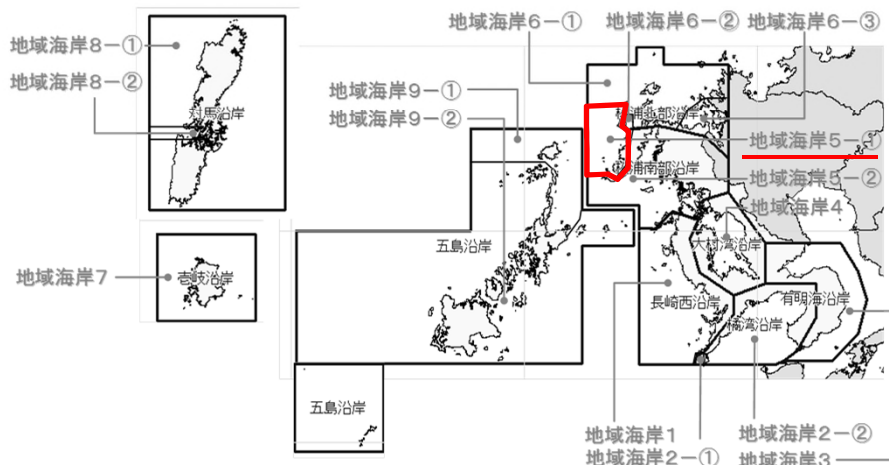 地域海岸6－① 地域海岸6－② 地域海岸6－③
地域海岸8－①
地域海岸8－②
地域海岸9－①
地域海岸9－②
対馬沿岸
浦北部沿岸
地域海岸5－①
浦南部沿岸
地域海岸5－②
地域海岸4
五島沿岸
大村湾沿岸
地域海岸7
壱岐沿岸
長崎西沿岸
有明海沿岸
橘湾沿岸
五島沿岸
地域海岸1
地域海岸2－①
地域海岸2－②
地域海岸3